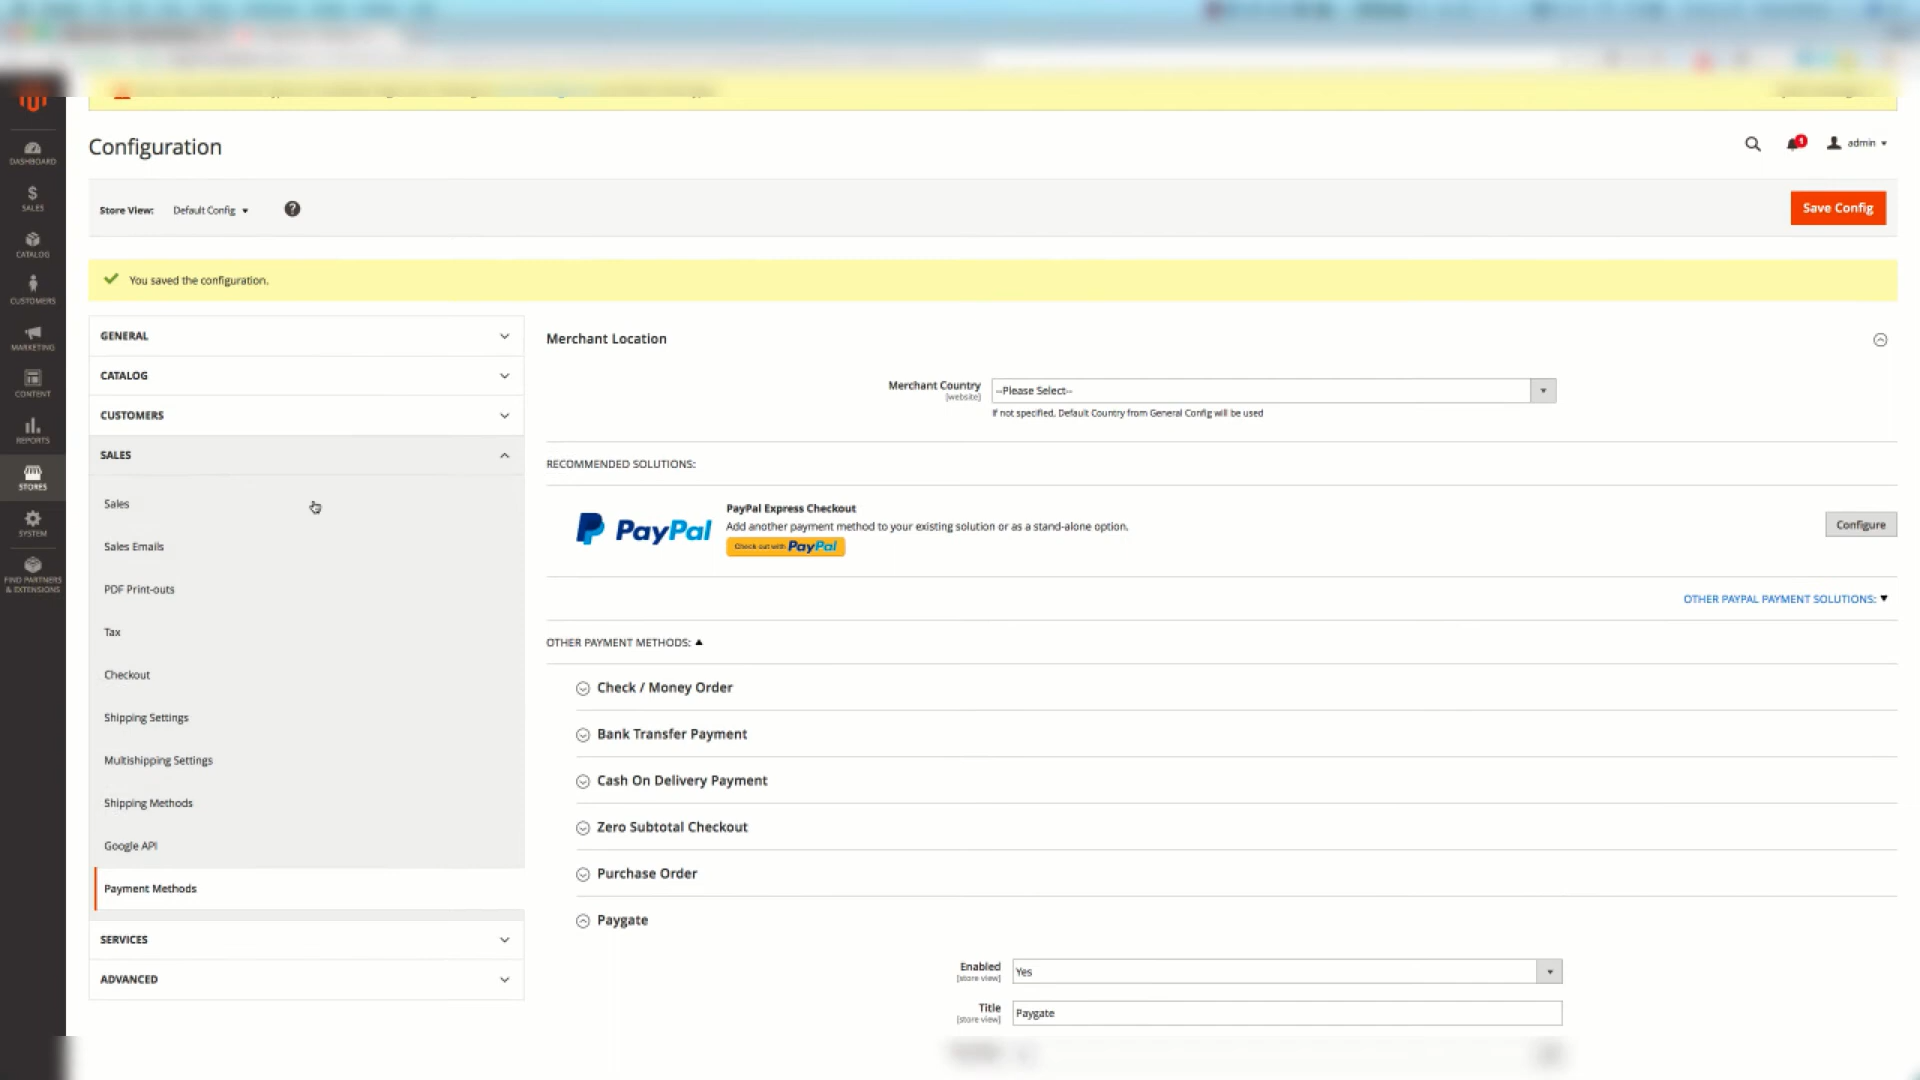 Configuration
admin
1
Store View: Default Config
?
Save Config
You saved the configuration.
DASHBOARD
SALES
CATALOG
CUSTOMERS
MARKETING
CONTENT
REPORTS
STORES
SYSTEM
FIND PARTNERS
& EXTENSIONS
GENERAL
CATALOG
CUSTOMERS
SALES
Sales
Sales Emails
PDF Print-outs
Tax
Checkout
Shipping Settings
Multishipping Settings
Shipping Methods
Google API
Payment Methods
SERVICES
ADVANCED
Merchant Location
Merchant Country
[website]
--Please Select--
If not specified, Default Country from General Config will be used
RECOMMENDED SOLUTIONS:
PayPal
PayPal Express Checkout
Add another payment method to your existing solution or as a stand-alone option.
Check out with PayPal
Configure
OTHER PAYPAL PAYMENT SOLUTIONS:
OTHER PAYMENT METHODS:
Check / Money Order
Bank Transfer Payment
Cash On Delivery Payment
Zero Subtotal Checkout
Purchase Order
Paygate
Enabled
[store view]
Yes
Title
[store view]
Paygate